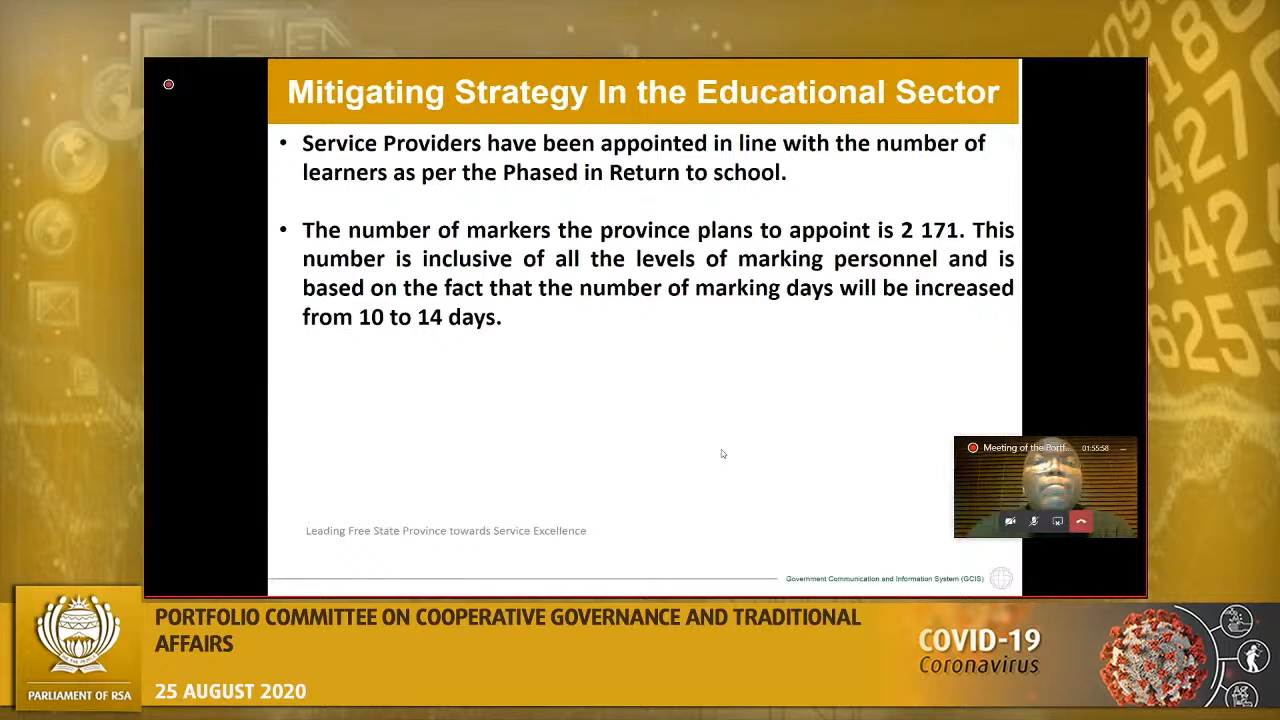 Mitigating Strategy In the Educational Sector
• Service Providers have been appointed in line with the number of
learners as per the Phased in Return to school.
• The number of markers the province plans to appoint is 2 171. This
number is inclusive of all the levels of marking personnel and is
based on the fact that the number of marking days will be increased
from 10 to 14 days.
Meeting of the Portf... 01:55:58
Leading Free State Province towards Service Excellence
Government Communication and Information System (GCIS)
PORTFOLIO COMMITTEE ON COOPERATIVE GOVERNANCE AND TRADITIONAL
AFFAIRS
25 AUGUST 2020
PARLIAMENT OF RSA
COVID-19
Coronavirus